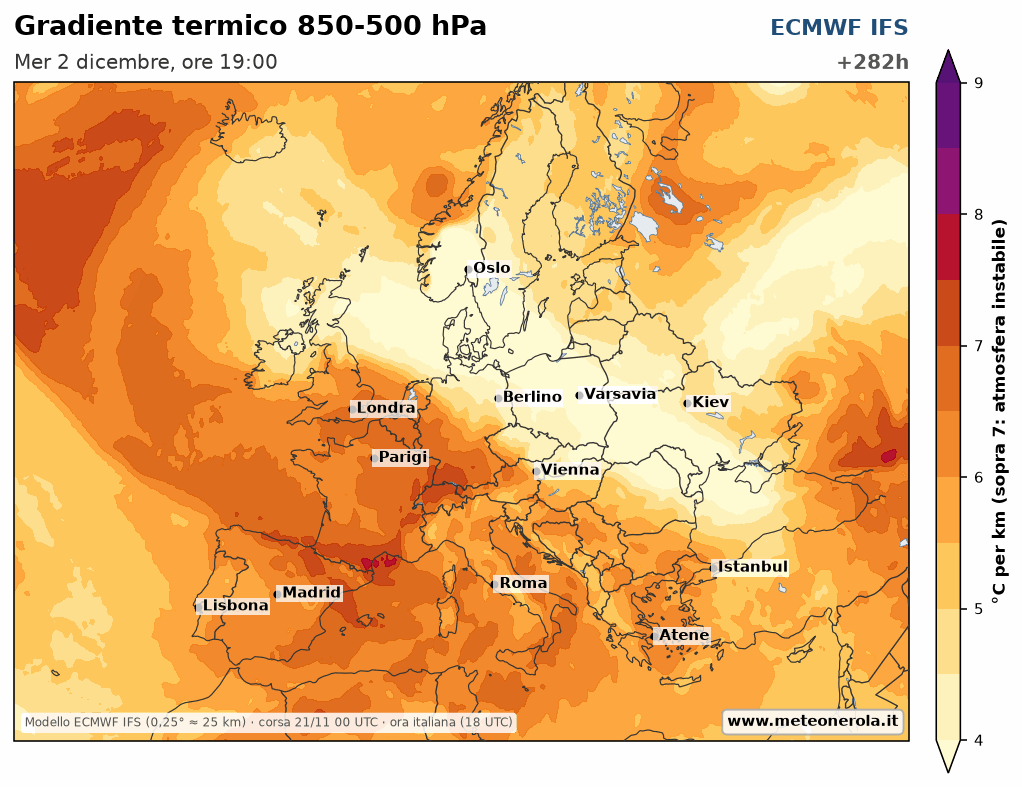 Gradiente termico 850-500 hPa
ECMWF IFS
Mer 2 dicembre, ore 19:00
+282h
Oslo
Berlino
Varsavia
Kiev
Londra
Parigi
Vienna
Istanbul
Roma
Madrid
Lisbona
Atene
Modello ECMWF IFS (0,25° ≈ 25 km) · corsa 21/11 00 UTC · ora italiana (18 UTC)
www.meteonerola.it
9
8
7
6
5
4
°C per km (sopra 7: atmosfera instabile)